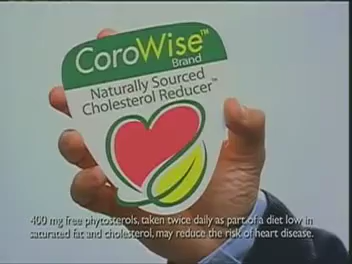 CoroWise™
Brand
Naturally Sourced
Cholesterol Reducer™
400 mg free phytosterols, taken twice daily as part of a diet low in
saturated fat and cholesterol, may reduce the risk of heart disease.